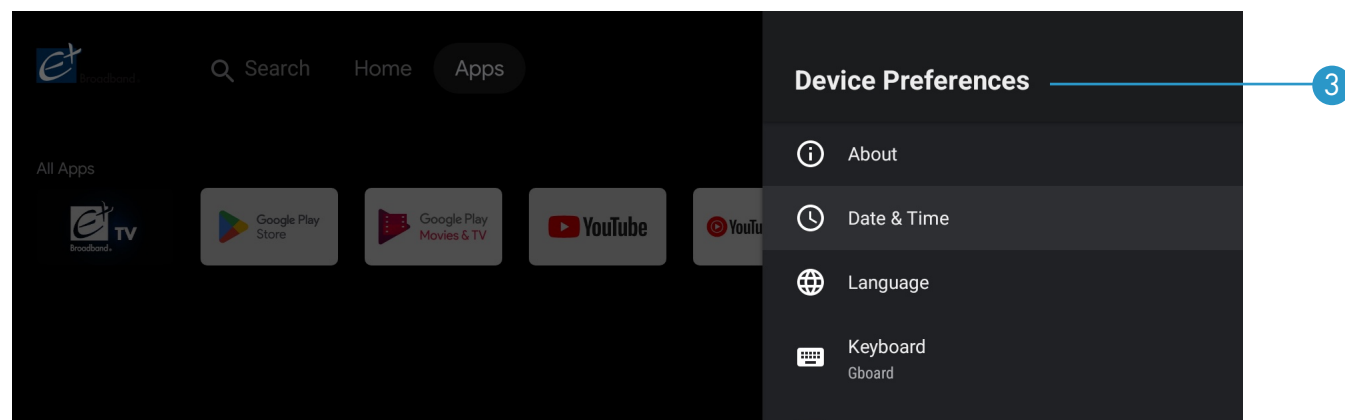 e+
Broadband.
Search
Home
Apps
Device Preferences
3
About
All Apps
e+ TV
Broadband.
Google Play
Store
Google Play
Movies & TV
YouTube
YouTu
Date & Time
Language
Keyboard
Gboard